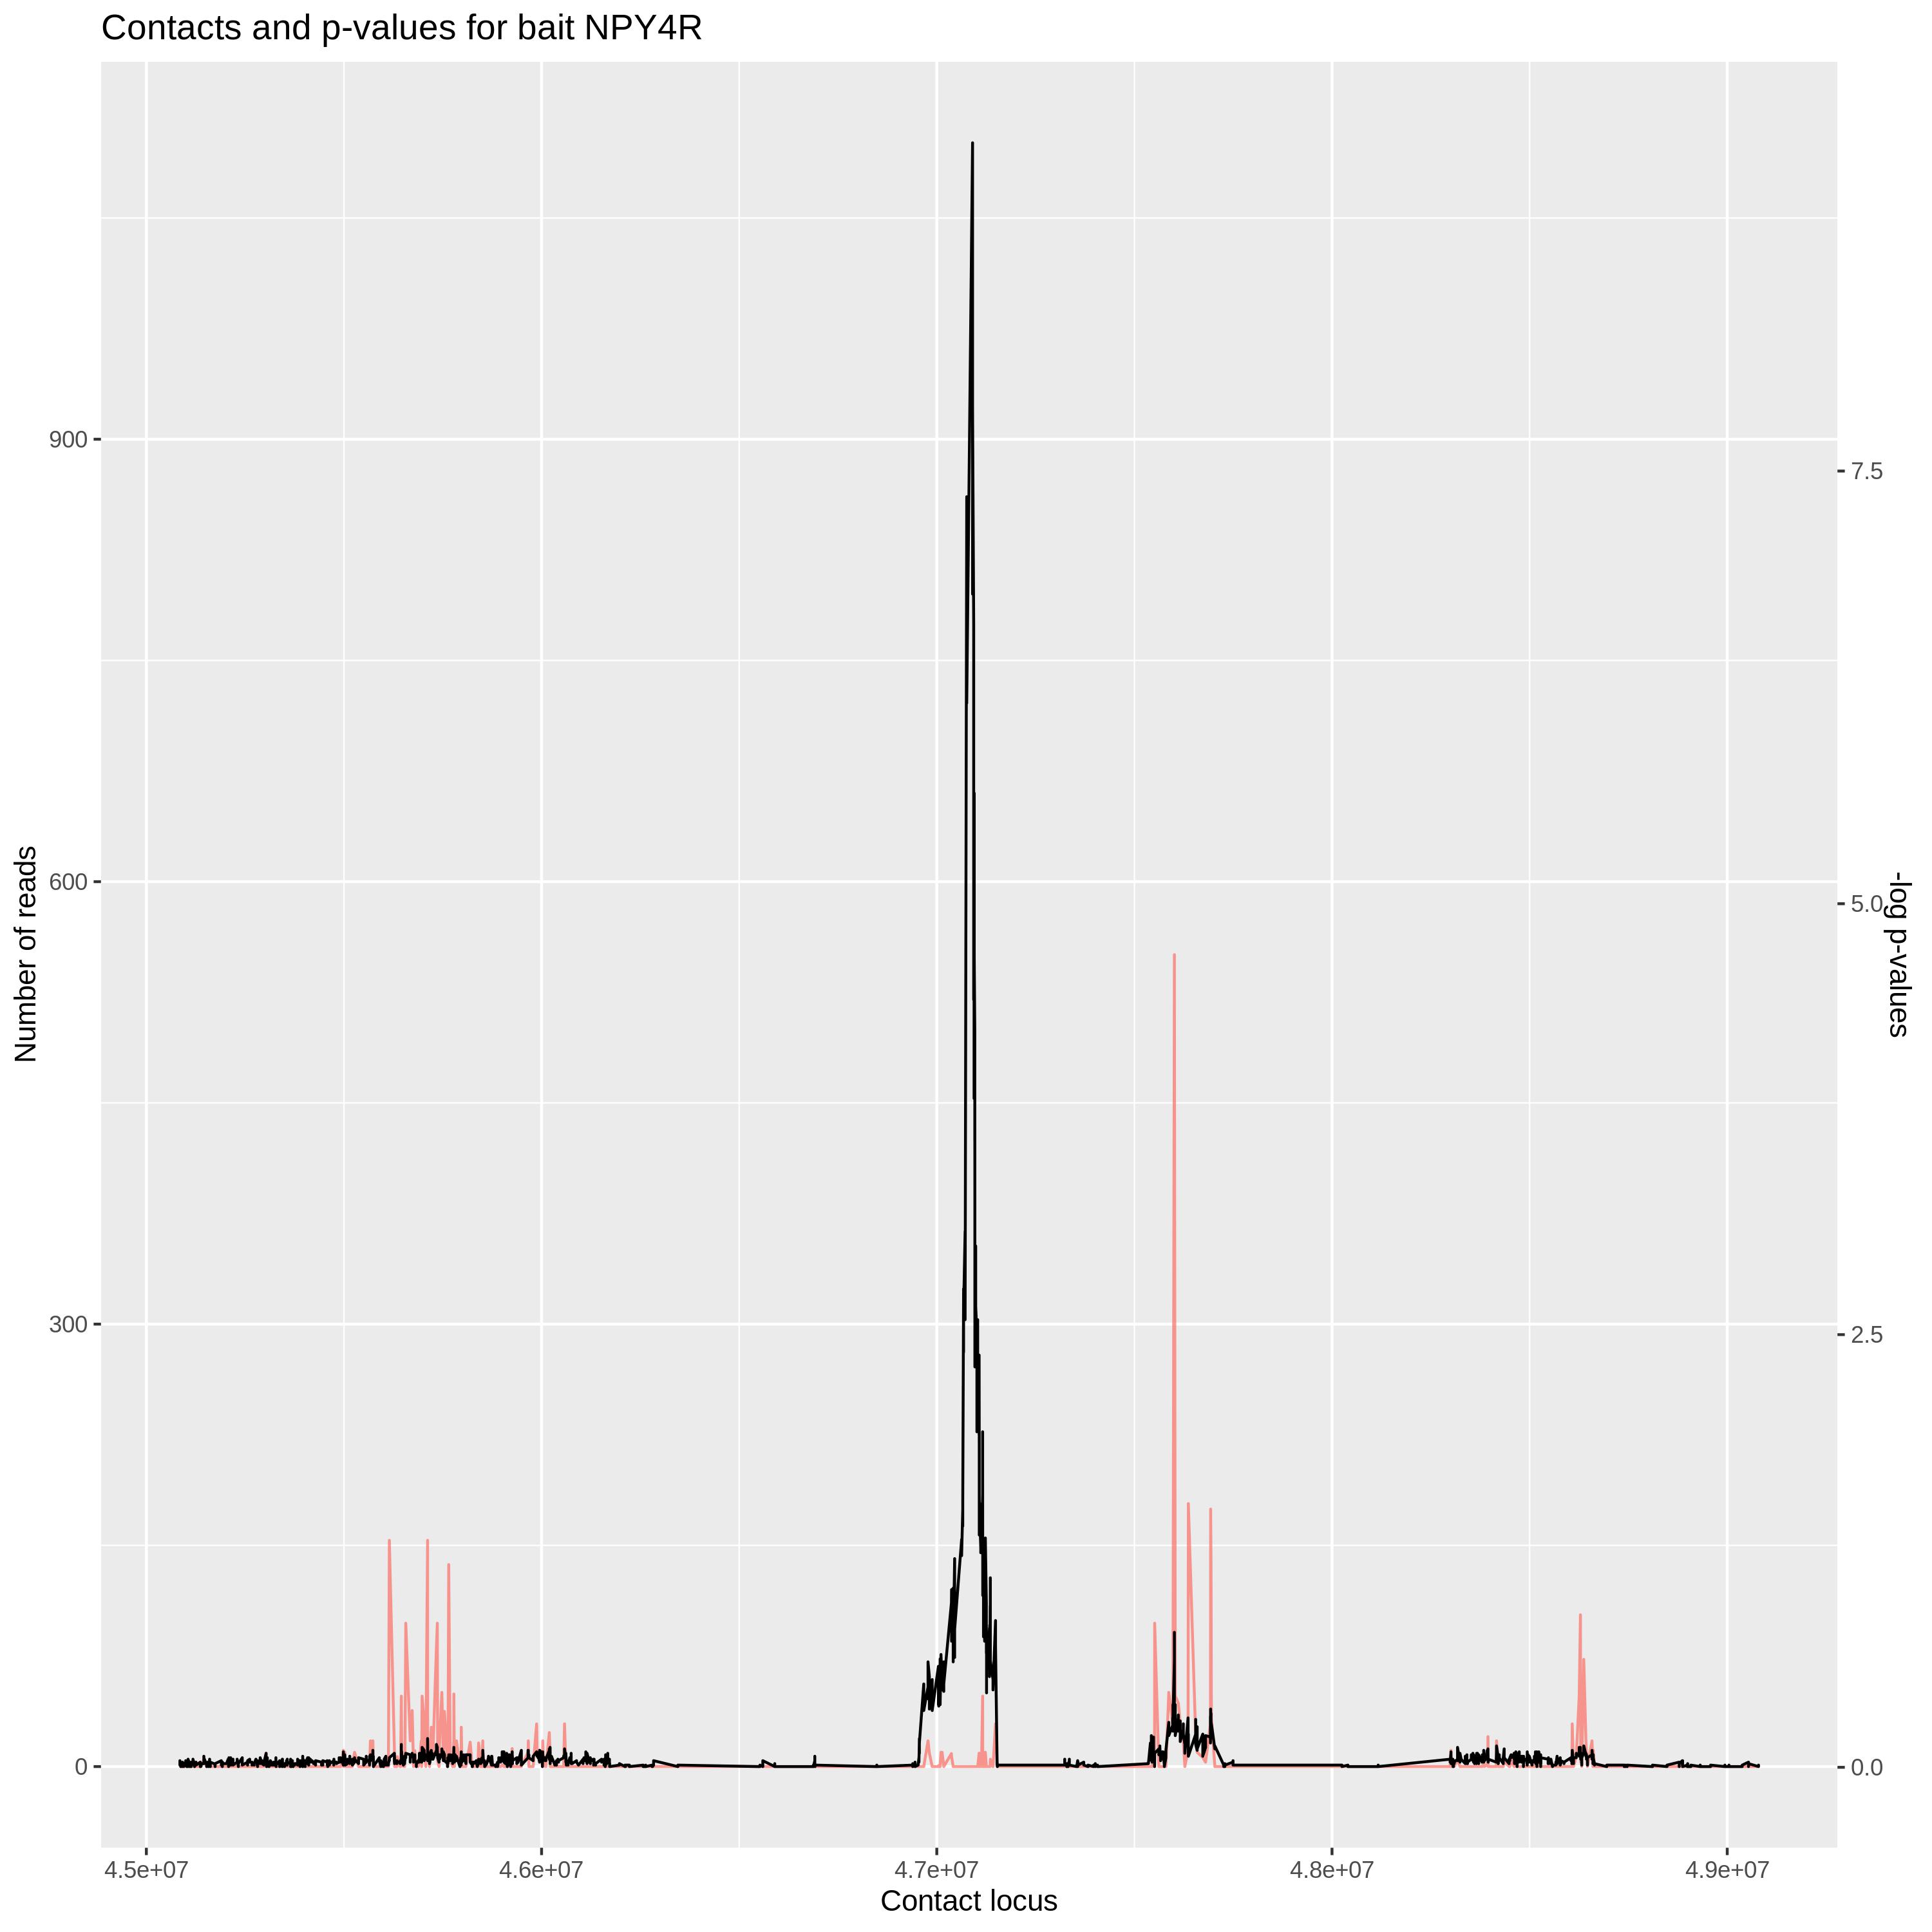 Contacts and p-values for bait NPY4R
Number of reads
900
600
300
0
7.5
5.0
2.5
0.0
-log p-values
4.5e+07
4.6e+07
4.7e+07
4.8e+07
4.9e+07
Contact locus